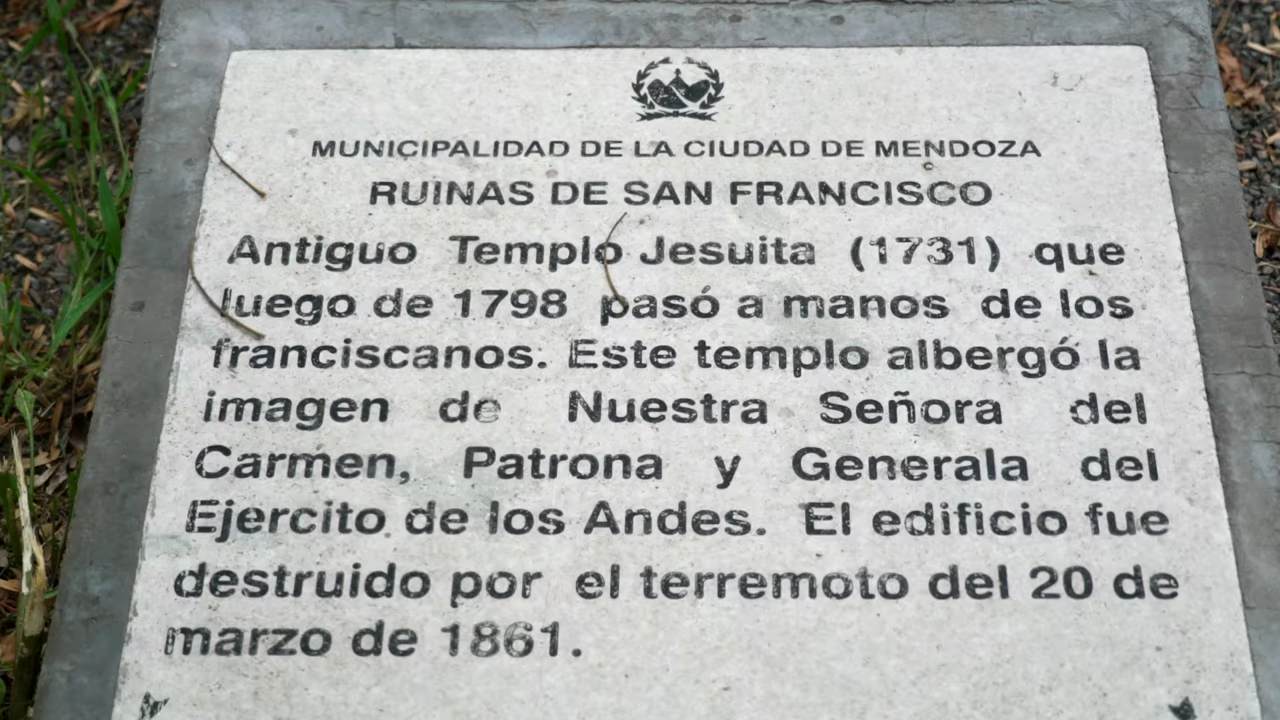 MUNICIPALIDAD DE LA CIUDAD DE MENDOZA
RUINAS DE SAN FRANCISCO
Antiguo Templo Jesuita (1731) que
luego de 1798 pasó a manos de los
franciscanos. Este templo albergó la
imagen de Nuestra Señora del
Carmen, Patrona y Generala del
Ejercito de los Andes. El edificio fue
destruido por el terremoto del 20 de
marzo de 1861.